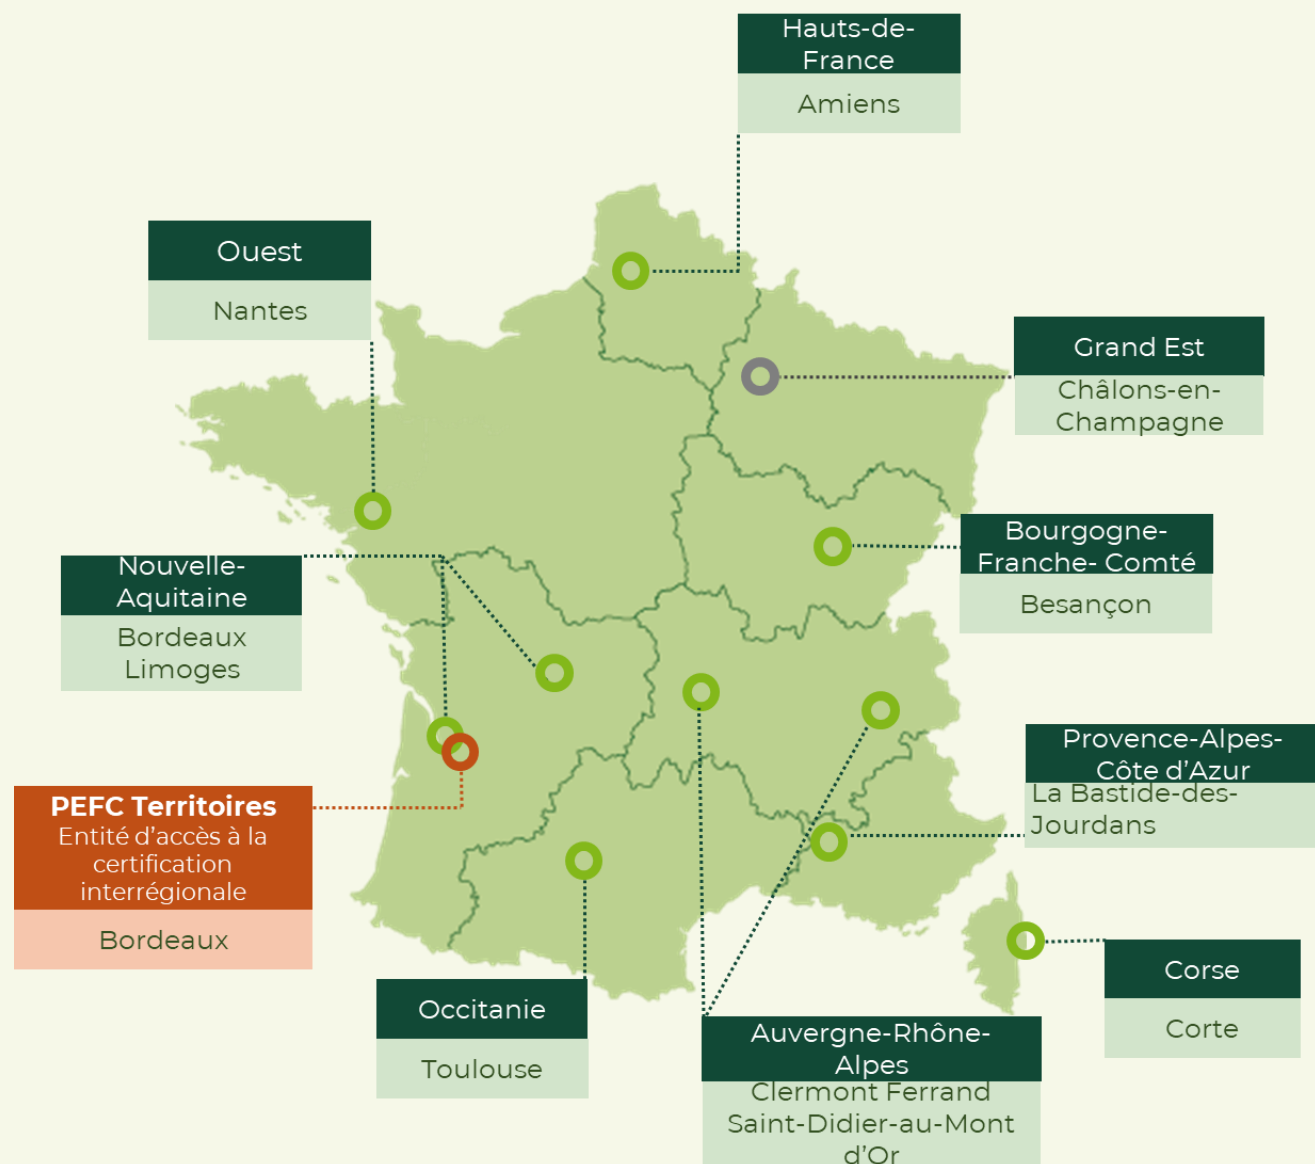 Hauts-de-
France
Amiens
Ouest
Nantes
Grand Est
Châlons-en-
Champagne
Bourgogne-
Franche- Comté
Besançon
Nouvelle-
Aquitaine
Bordeaux
Limoges
Provence-Alpes-
Côte d’Azur
La Bastide-des-
Jourdans
PEFC Territoires
Entité d’accès à la
certification
interrégionale
Bordeaux
Corse
Corte
Occitanie
Toulouse
Auvergne-Rhône-
Alpes
Clermont Ferrand
Saint-Didier-au-Mont
d’Or